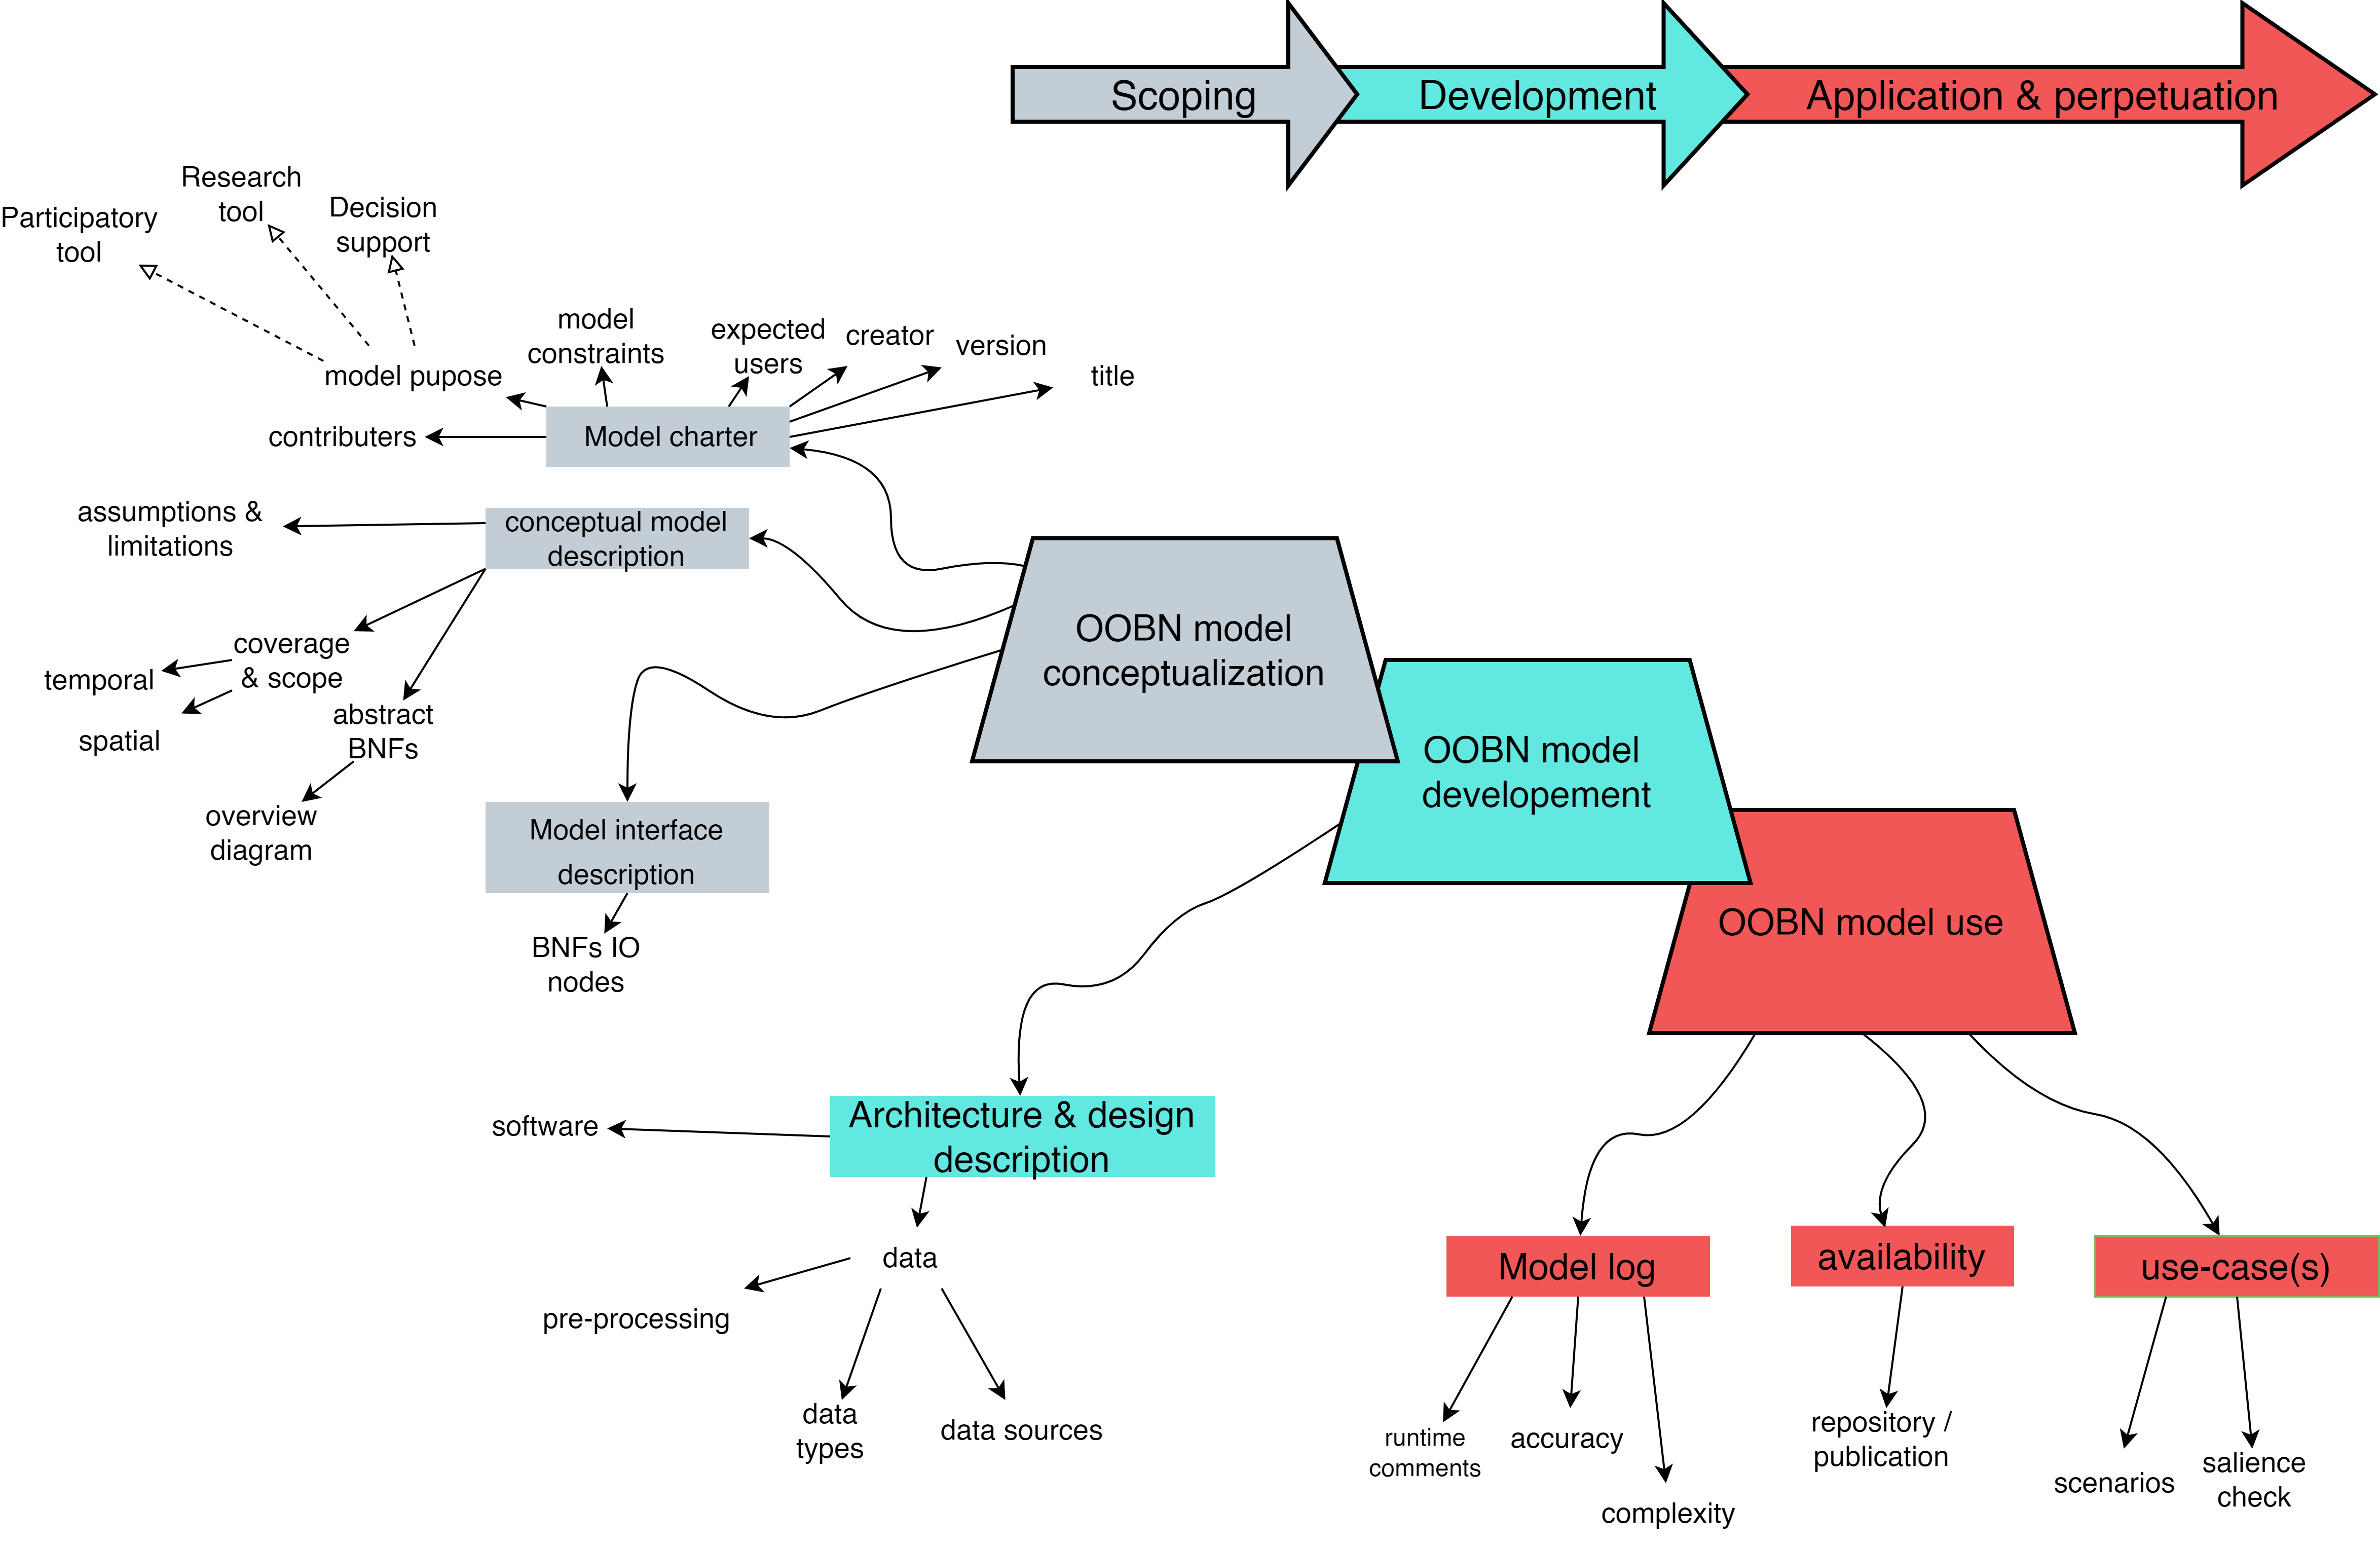 Scoping
Development
Application & perpetuation
Research
tool
Participatory
tool
Decision
support
model
constraints
expected
users
creator
version
title
model pupose
contributers
Model charter
assumptions &
limitations
conceptual model
description
coverage
& scope
temporal
spatial
abstract
BNFs
overview
diagram
Model interface
description
BNFs IO
nodes
OOBN model
conceptualization
OOBN model
developement
OOBN model use
Architecture & design
description
software
data
pre-processing
data
types
data sources
Model log
availability
use-case(s)
runtime
comments
accuracy
complexity
repository /
publication
scenarios
salience
check